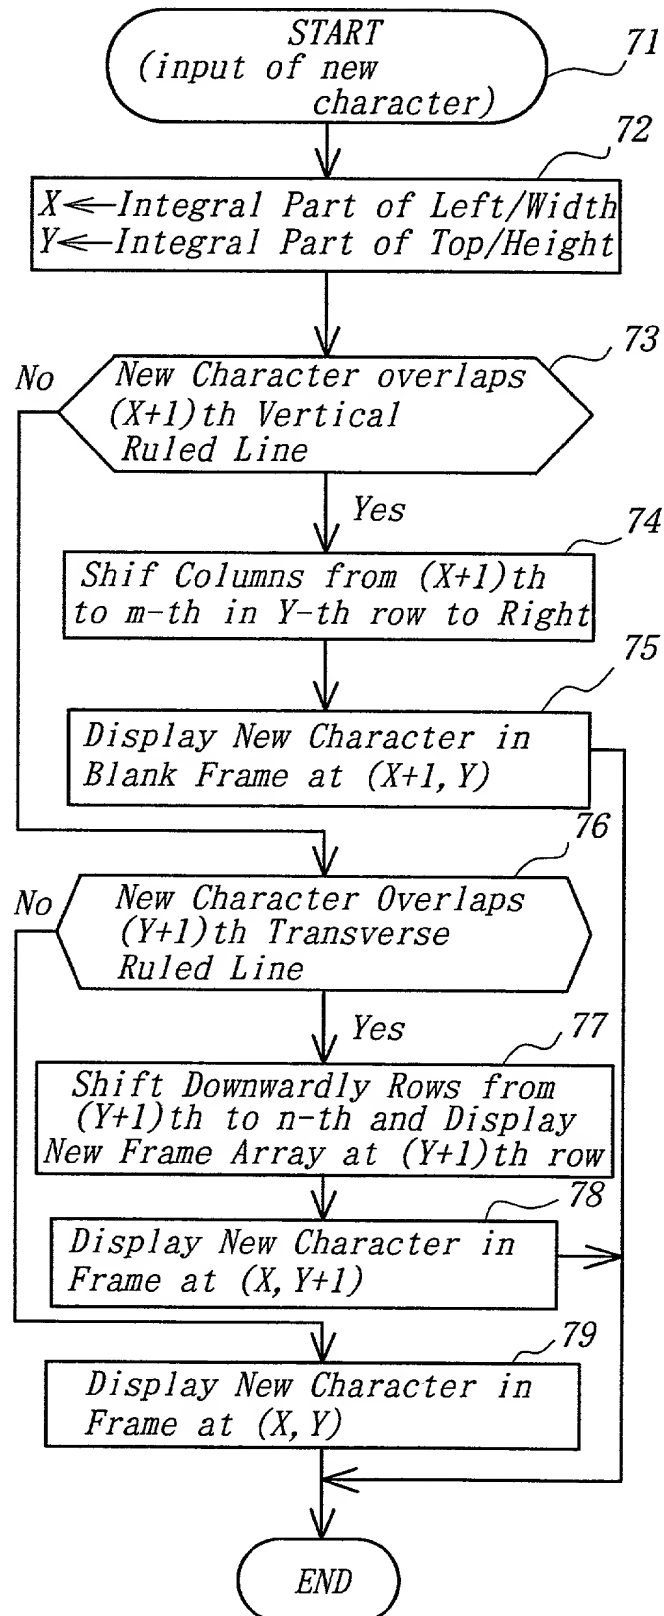 START
(input of new
character)
71
72
X←Integral Part of Left/Width
Y←Integral Part of Top/Height
73
No
New Character overlaps
(X+1)th Vertical
Ruled Line
Yes
74
Shif Columns from (X+1)th
to m-th in Y-th row to Right
75
Display New Character in
Blank Frame at (X+1,Y)
76
No
New Character Overlaps
(Y+1)th Transverse
Ruled Line
Yes
77
Shift Downwardly Rows from
(Y+1)th to n-th and Display
New Frame Array at (Y+1)th row
78
Display New Character in
Frame at (X,Y+1)
79
Display New Character in
Frame at (X,Y)
END